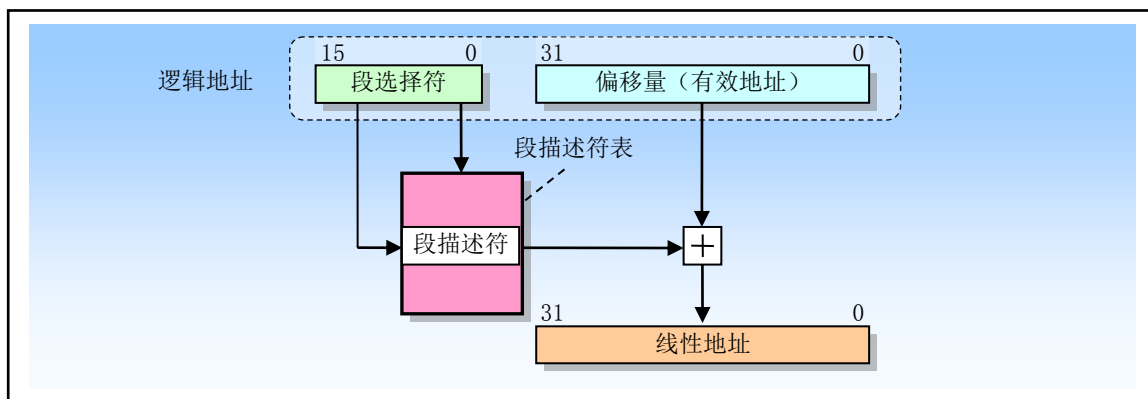 15 0 31 0
逻辑地址 段选择符 偏移量（有效地址）
段描述符表
段描述符 +
31 0
线性地址